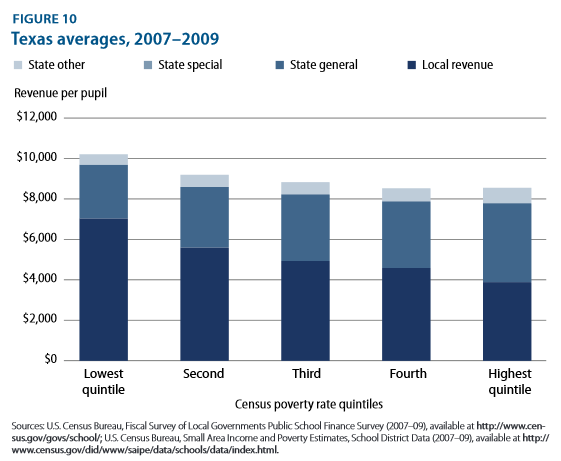 FIGURE 10
Texas averages, 2007–2009
State other State special State general Local revenue
Revenue per pupil
$12,000
$10,000
$8,000
$6,000
$4,000
$2,000
$0
Lowest quintile Second Third Fourth Highest quintile
Census poverty rate quintiles
Sources: U.S. Census Bureau, Fiscal Survey of Local Governments Public School Finance Survey (2007–09), available at http://www.cen-
sus.gov/govs/school/; U.S. Census Bureau, Small Area Income and Poverty Estimates, School District Data (2007–09), available at http://
www.census.gov/did/www/saipe/data/schools/data/index.html.